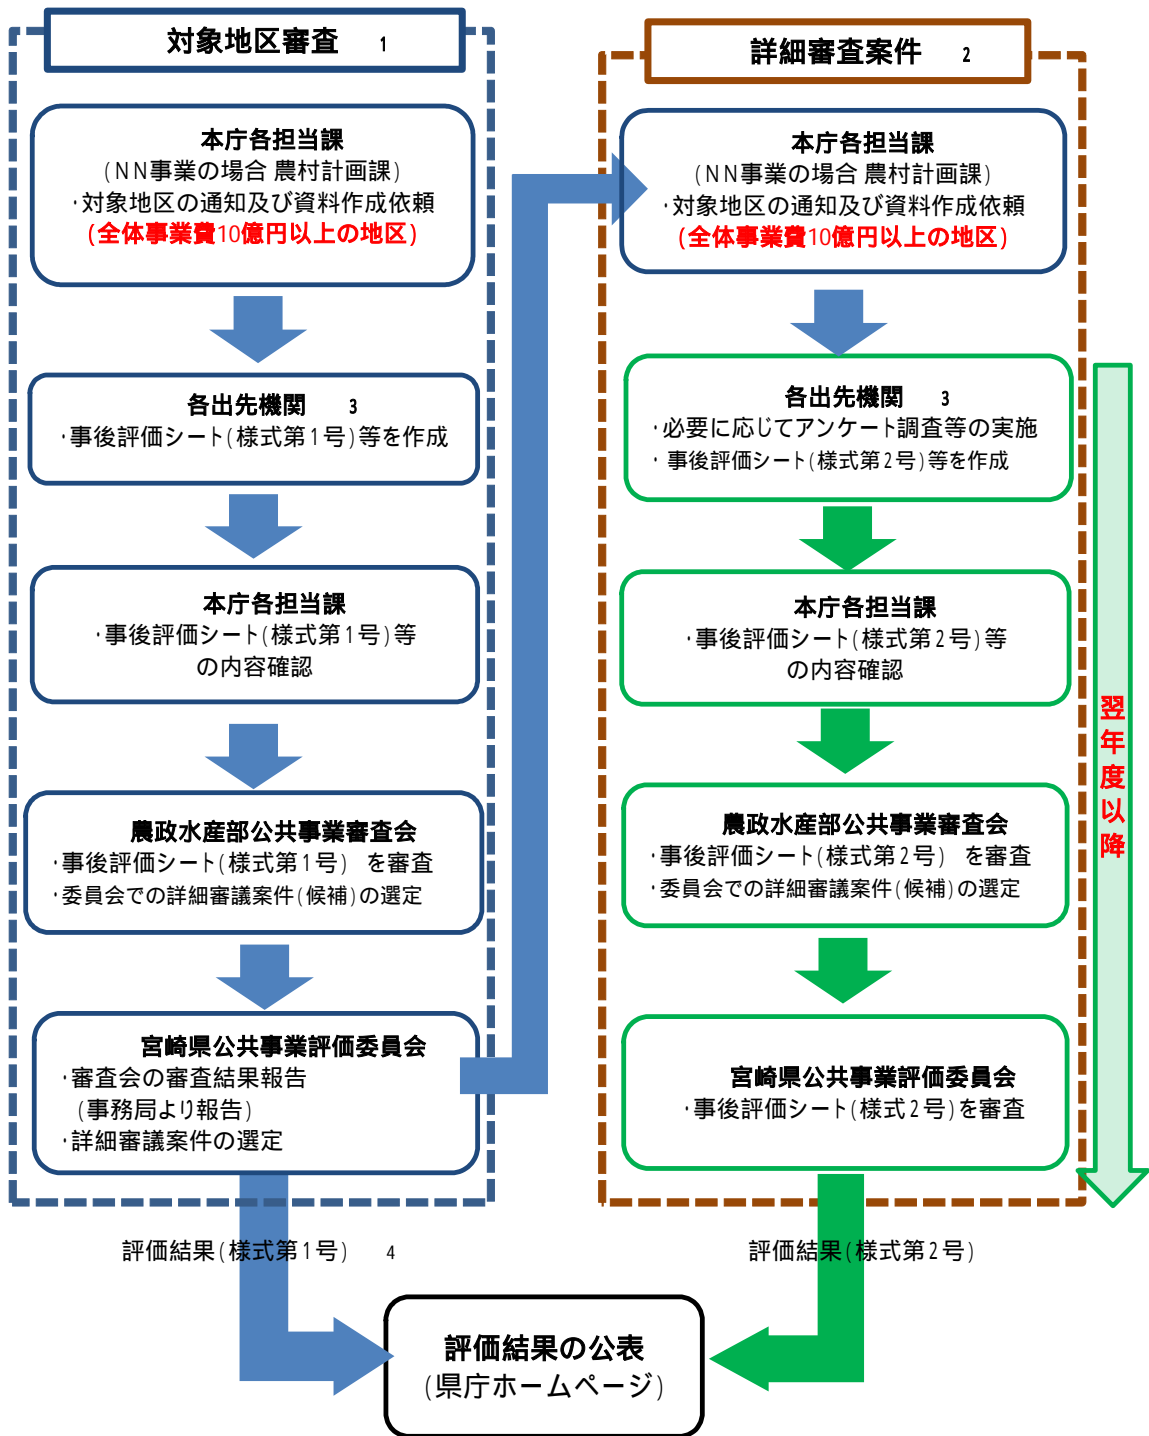 対象地区審査　1
本庁各担当課
(NN事業の場合 農村計画課)
･対象地区の通知及び資料作成依頼
(全体事業費10億円以上の地区)
各出先機関　3
･事後評価シート(様式第1号)等を作成
本庁各担当課
･事後評価シート(様式第1号)等
の内容確認
農政水産部公共事業審査会
･事後評価シート(様式第1号)　を審査
･委員会での詳細審議案件(候補)の選定
宮崎県公共事業評価委員会
･審査会の審査結果報告
(事務局より報告)
･詳細審議案件の選定
評価結果(様式第1号)　4
詳細審査案件　2
本庁各担当課
(NN事業の場合 農村計画課)
･対象地区の通知及び資料作成依頼
(全体事業費10億円以上の地区)
各出先機関　3
･必要に応じてアンケート調査等の実施
･事後評価シート(様式第2号)等を作成
本庁各担当課
･事後評価シート(様式第2号)等
の内容確認
農政水産部公共事業審査会
･事後評価シート(様式第2号)　を審査
･委員会での詳細審議案件(候補)の選定
宮崎県公共事業評価委員会
･事後評価シート(様式2号)を審査
評価結果(様式第2号)
翌年度以降
評価結果の公表
(県庁ホームページ)